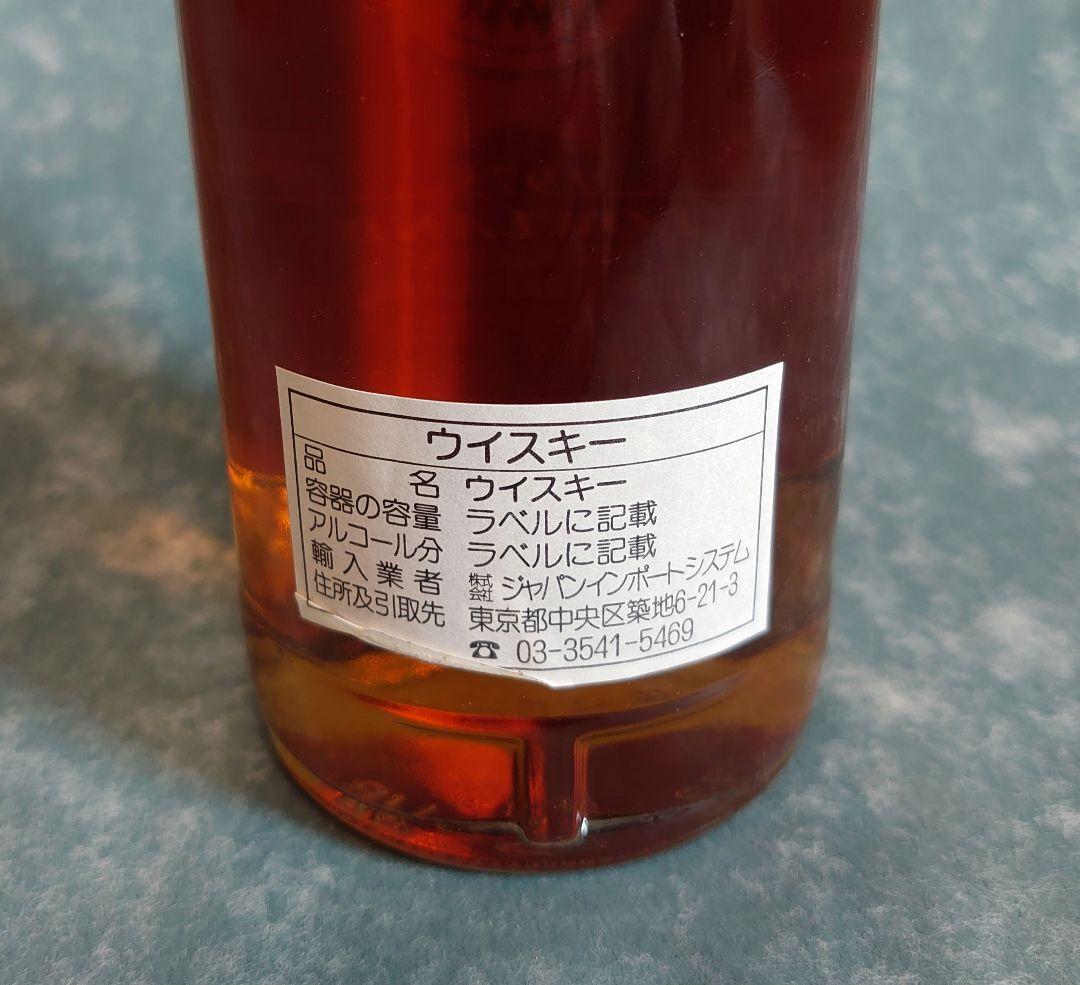 ウイスキー
品名 ウイスキー
容器の容量 ラベルに記載
アルコール分 ラベルに記載
輸入業者 株式会社 ジャパンインポートシステム
住所及引取先 東京都中央区築地6-21-3
☎ 03-3541-5469